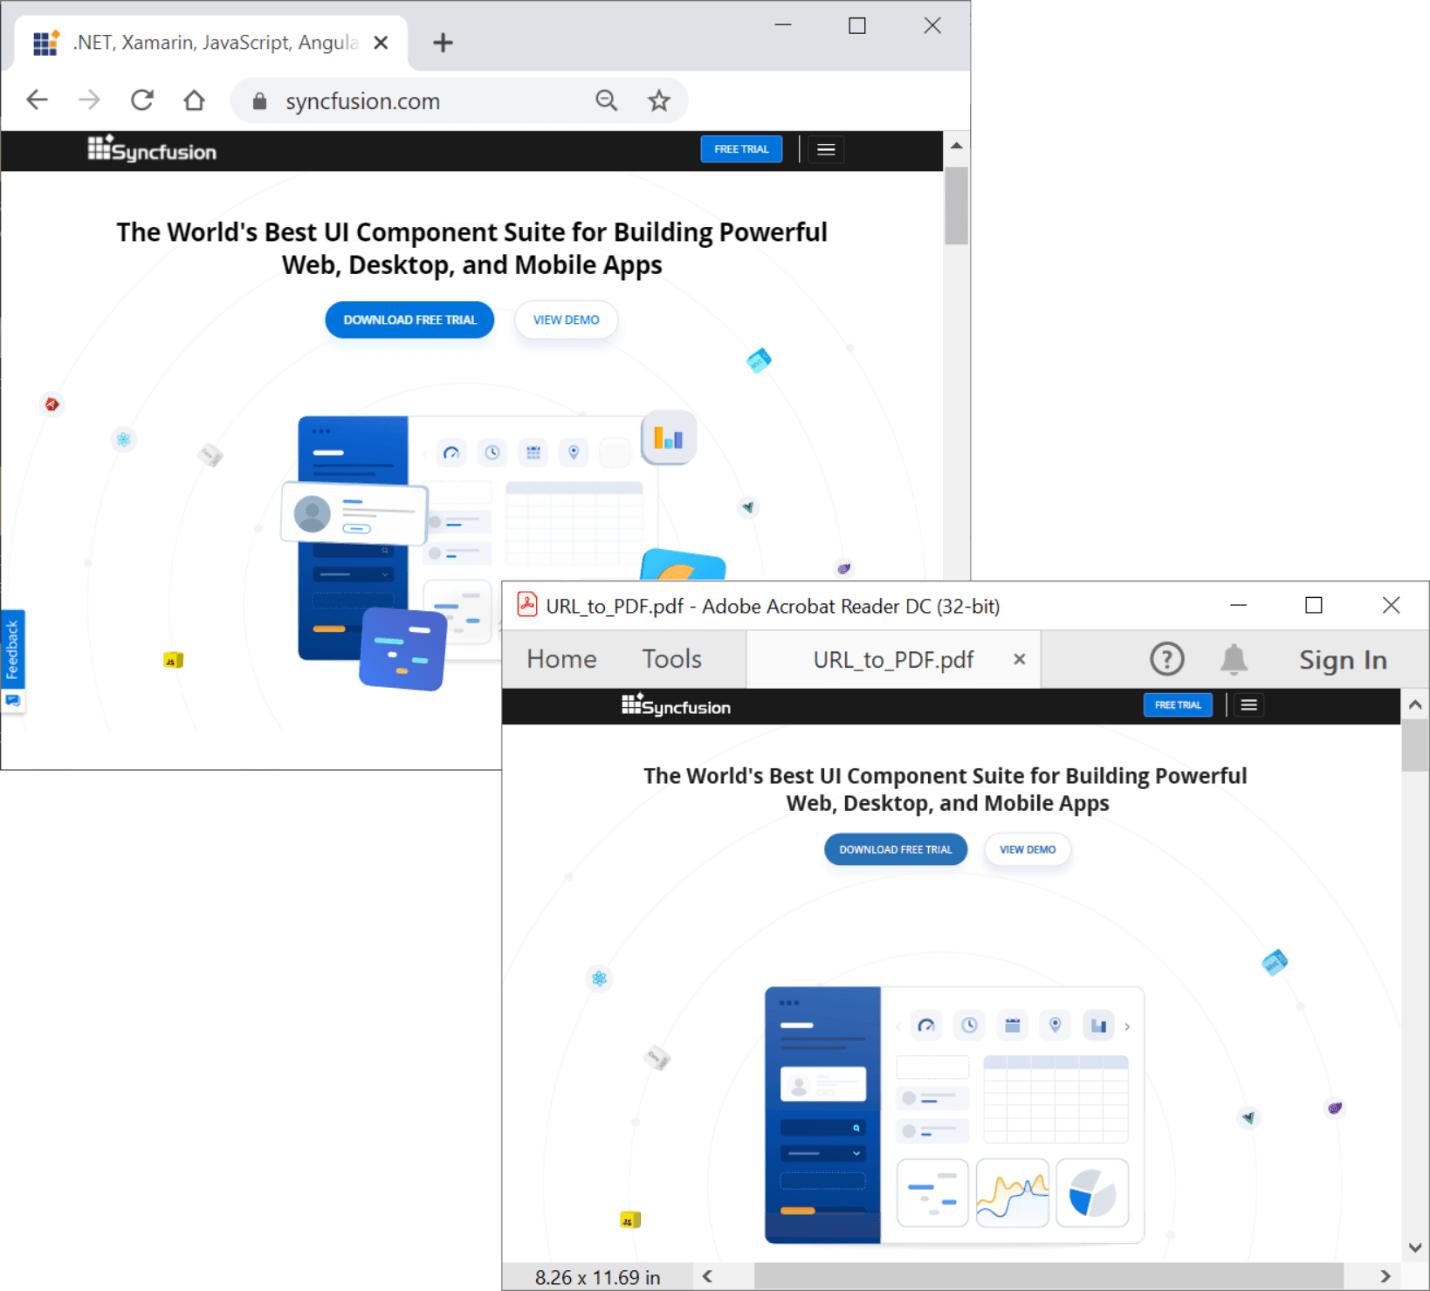 .NET, Xamarin, JavaScript, Angula
syncfusion.com
Syncfusion
FREE TRIAL
The World's Best UI Component Suite for Building Powerful
Web, Desktop, and Mobile Apps
DOWNLOAD FREE TRIAL
VIEW DEMO
Feedback
JS
URL_to_PDF.pdf - Adobe Acrobat Reader DC (32-bit)
Home
Tools
URL_to_PDF.pdf
Sign In
Syncfusion
FREE TRIAL
The World's Best UI Component Suite for Building Powerful
Web, Desktop, and Mobile Apps
DOWNLOAD FREE TRIAL
VIEW DEMO
JS
8.26 x 11.69 in